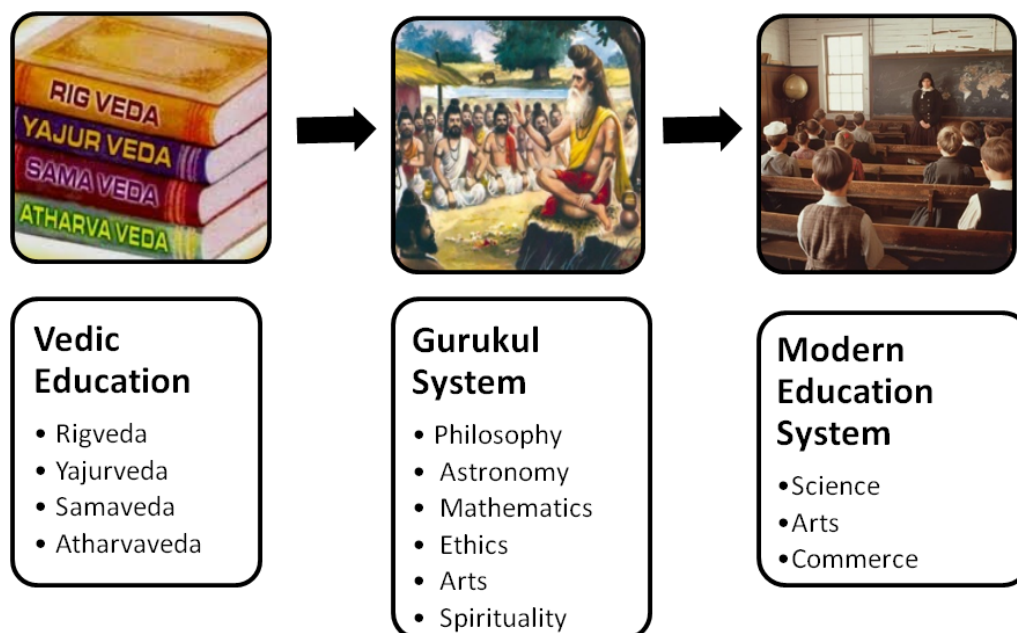 RIG VEDA
YAJUR VEDA
SAMA VEDA
ATHARVA VEDA
Vedic
Education
• Rigveda
• Yajurveda
• Samaveda
• Atharvaveda
Gurukul
System
• Philosophy
• Astronomy
• Mathematics
• Ethics
• Arts
• Spirituality
Modern
Education
System
•Science
•Arts
•Commerce